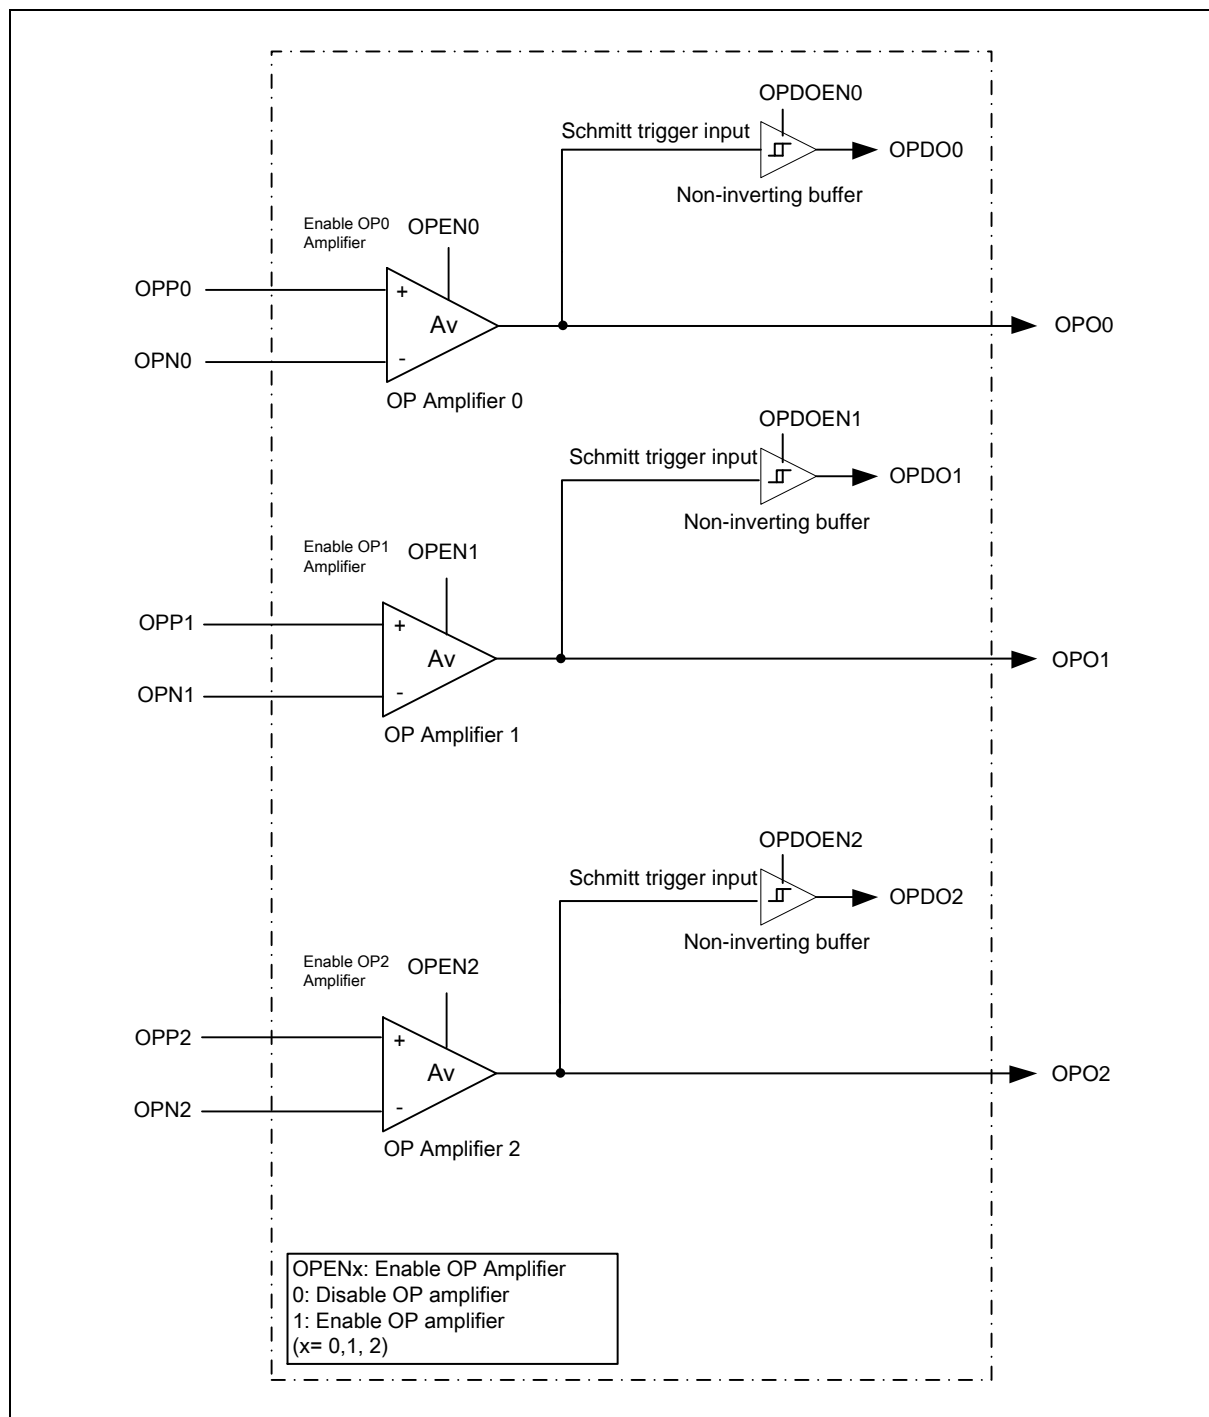 OPDOEN0
Schmitt trigger input
OPDO0
Non-inverting buffer
Enable OP0
Amplifier
OPEN0
OPP0
+
Av
OPO0
OPN0
-
OP Amplifier 0
OPDOEN1
Schmitt trigger input
OPDO1
Non-inverting buffer
Enable OP1
Amplifier
OPEN1
OPP1
+
Av
OPO1
OPN1
-
OP Amplifier 1
OPDOEN2
Schmitt trigger input
OPDO2
Non-inverting buffer
Enable OP2
Amplifier
OPEN2
OPP2
+
Av
OPO2
OPN2
-
OP Amplifier 2
OPENx: Enable OP Amplifier
0: Disable OP amplifier
1: Enable OP amplifier
(x= 0,1, 2)